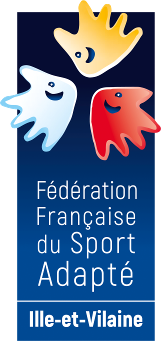 Fédération
Française
du Sport
Adapté
Ille-et-Vilaine